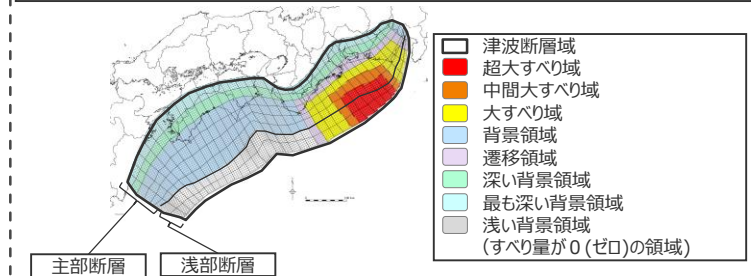 津波断層域
超大すべり域
中間大すべり域
大すべり域
背景領域
遷移領域
深い背景領域
最も深い背景領域
浅い背景領域
(すべり量が0(ゼロ)の領域)
主部断層
浅部断層